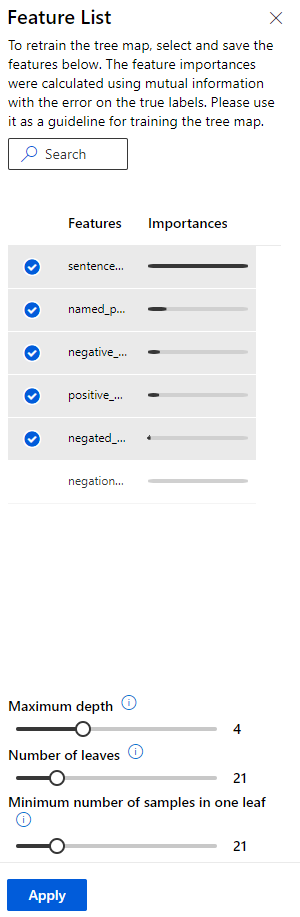 Feature List
To retrain the tree map, select and save the
features below. The feature importances
were calculated using mutual information
with the error on the true labels. Please use
it as a guideline for training the tree map.
Search
Features Importances
sentence...
named_p...
negative_...
positive_...
negated_...
negation...
Maximum depth
4
Number of leaves
21
Minimum number of samples in one leaf
21
Apply